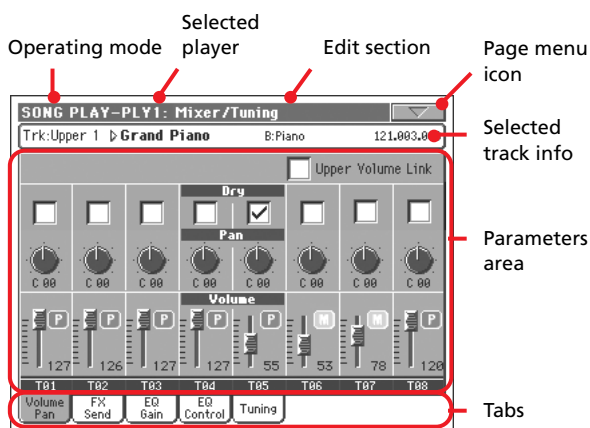 Operating mode
Selected player
Edit section
Page menu icon
SONG PLAY-PLY1: Mixer/Tuning
Trk:Upper 1 ▷Grand Piano B:Piano 121.003.0
Selected track info
Upper Volume Link
Dry
Pan
C 00 C 00 C 00 C 00 C 00 C 00 C 00 C 00
Parameters area
Volume
P P P P P M M P
127 126 127 127 55 53 78 120
T01 T02 T03 T04 T05 T06 T07 T08
Volume Pan FX Send EQ Gain EQ Control Tuning
Tabs